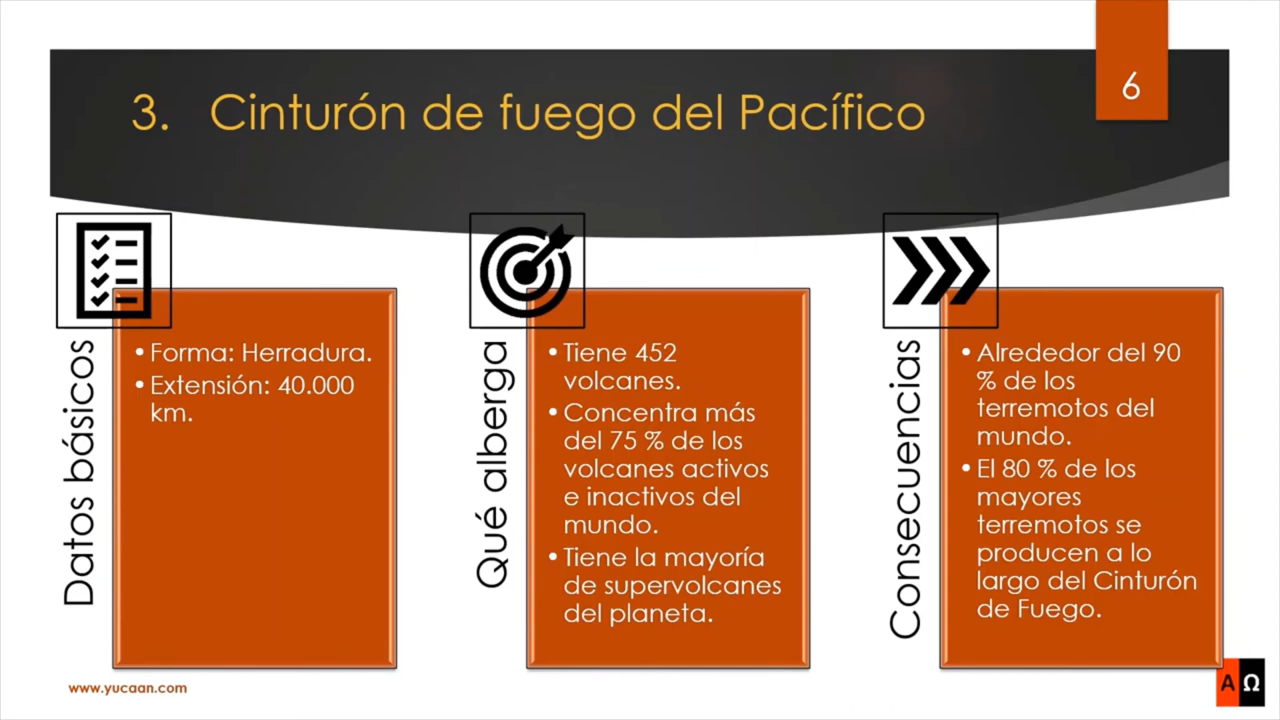 6
3. Cinturón de fuego del Pacífico
Datos básicos
• Forma: Herradura.
• Extensión: 40.000
km.
Qué alberga
• Tiene 452
volcanes.
• Concentra más
del 75 % de los
volcanes activos
e inactivos del
mundo.
• Tiene la mayoría
de supervolcanes
del planeta.
Consecuencias
• Alrededor del 90
% de los
terremotos del
mundo.
• El 80 % de los
mayores
terremotos se
producen a lo
largo del Cinturón
de Fuego.
www.yucaan.com
A Ω